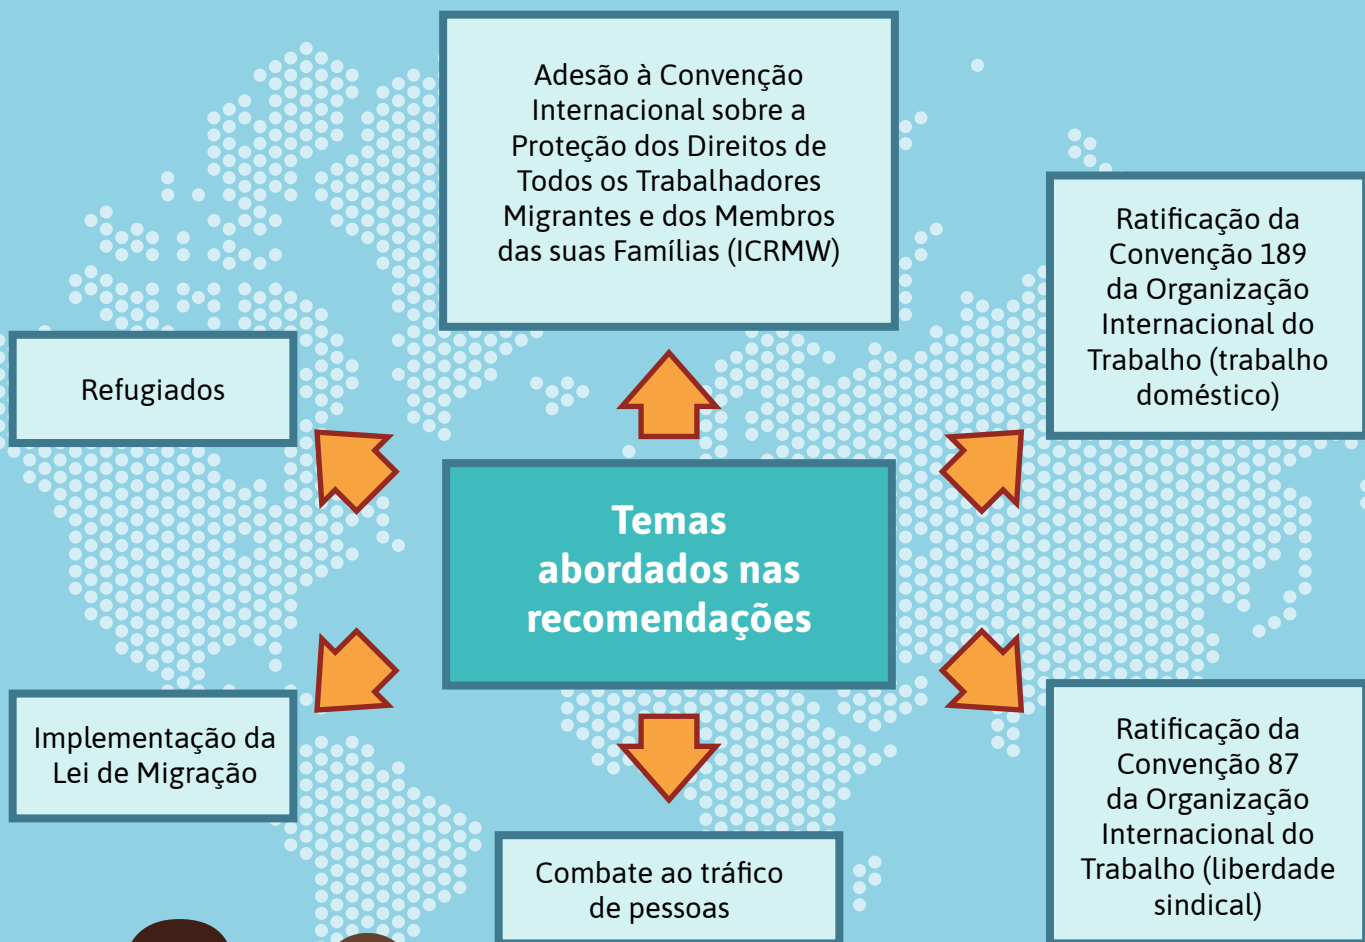 Adesão à Convenção
Internacional sobre a
Proteção dos Direitos de
Todos os Trabalhadores
Migrantes e dos Membros
das suas Famílias (ICRMW)
Ratificação da
Convenção 189
da Organização
Internacional do
Trabalho (trabalho
doméstico)
Refugiados
Temas
abordados nas
recomendações
Implementação da
Lei de Migração
Ratificação da
Convenção 87
da Organização
Internacional do
Trabalho (liberdade
sindical)
Combate ao tráfico
de pessoas